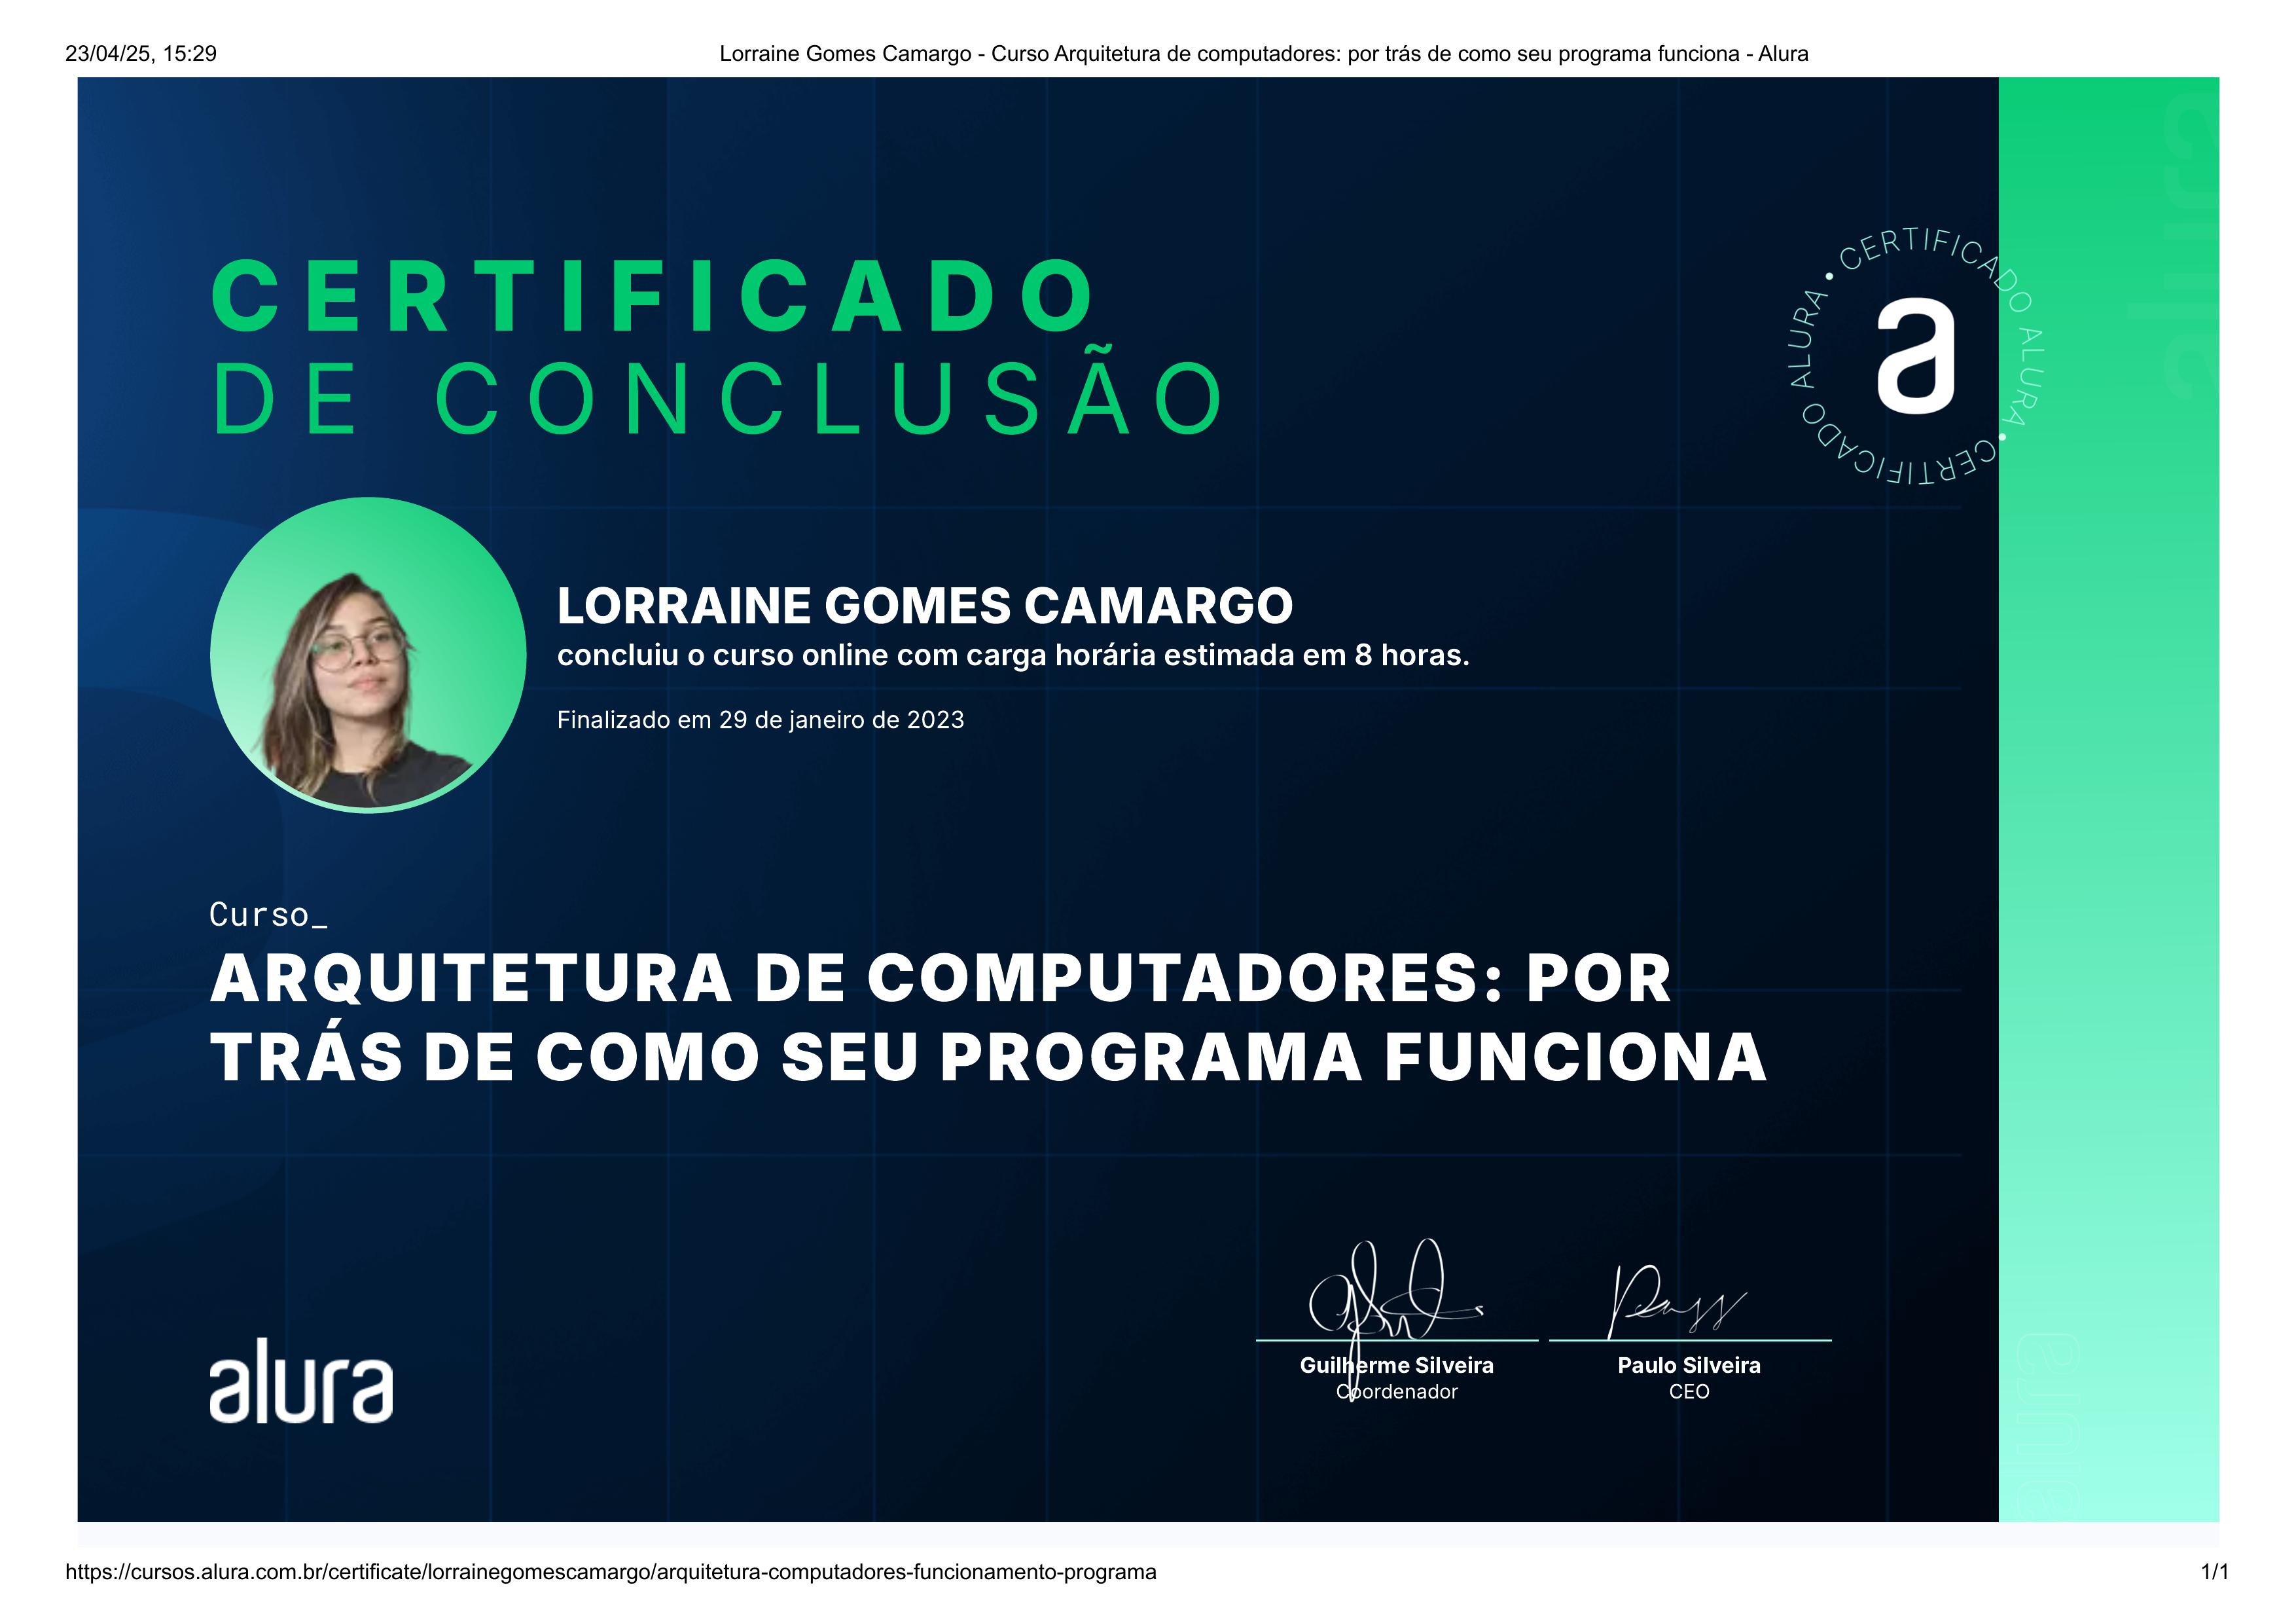 23/04/25, 15:29
Lorraine Gomes Camargo - Curso Arquitetura de computadores: por trás de como seu programa funciona - Alura
CERTIFICADO
DE CONCLUSÃO
CERTIFICADO ALURA • CERTIFICADO ALURA •
a
alura
LORRAINE GOMES CAMARGO
concluiu o curso online com carga horária estimada em 8 horas.
Finalizado em 29 de janeiro de 2023
Curso_
ARQUITETURA DE COMPUTADORES: POR
TRÁS DE COMO SEU PROGRAMA FUNCIONA
Guilherme Silveira
Coordenador
Paulo Silveira
CEO
alura
alura
https://cursos.alura.com.br/certificate/lorrainegomescamargo/arquitetura-computadores-funcionamento-programa
1/1